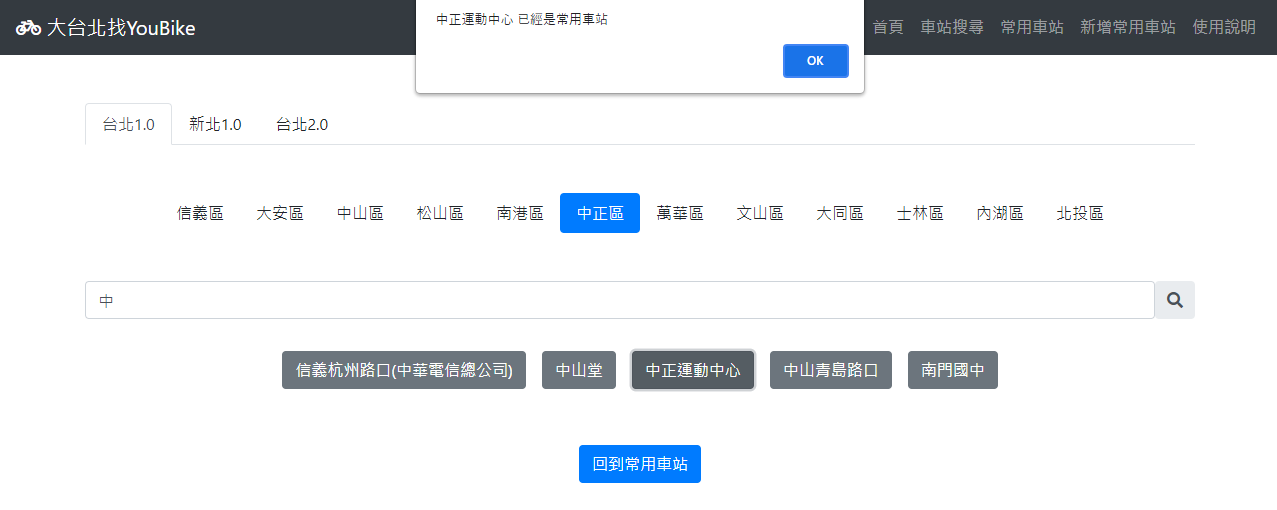 大台北找YouBike
中正運動中心 已經是常用車站
OK
首頁 車站搜尋 常用車站 新增常用車站 使用說明
台北1.0 新北1.0 台北2.0
信義區 大安區 中山區 松山區 南港區 中正區 萬華區 文山區 大同區 士林區 內湖區 北投區
中
信義杭州路口(中華電信總公司) 中山堂 中正運動中心 中山青島路口 南門國中
回到常用車站